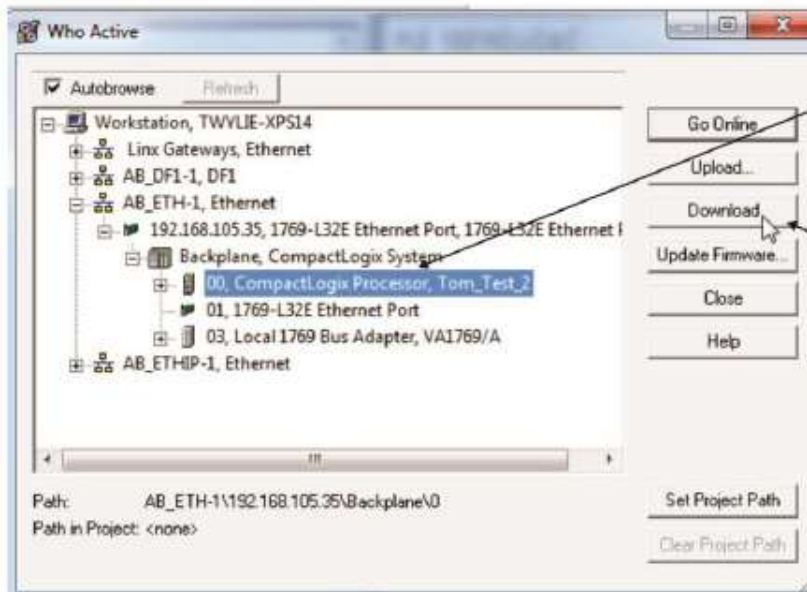 Who Active
Autobrowse
Refresh
Workstation, TWYLIE-XPS14
Linx Gateways, Ethernet
AB_DF1-1, DF1
AB_ETH-1, Ethernet
192.168.105.35, 1769-L32E Ethernet Port, 1769-L32E Ethernet
Backplane, CompactLogix System
00, CompactLogix Processor, Tom_Test_2
01, 1769-L32E Ethernet Port
03, Local 1769 Bus Adapter, VA1769/A
AB_ETHIP-1, Ethernet
Go Online
Upload...
Download
Update Firmware...
Close
Help
Path: AB_ETH-1\192.168.105.35\Backplane\0
Path in Project: <none>
Set Project Path
Clear Project Path